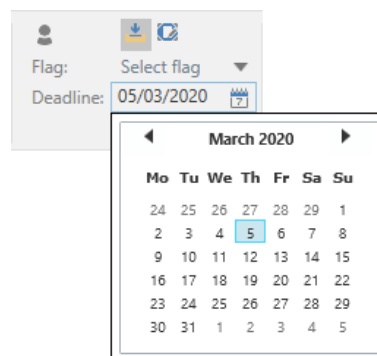 Flag: Select flag
Deadline: 05/03/2020 7
March 2020
Mo Tu We Th Fr Sa Su
24 25 26 27 28 29 1
2 3 4 5 6 7 8
9 10 11 12 13 14 15
16 17 18 19 20 21 22
23 24 25 26 27 28 29
30 31 1 2 3 4 5